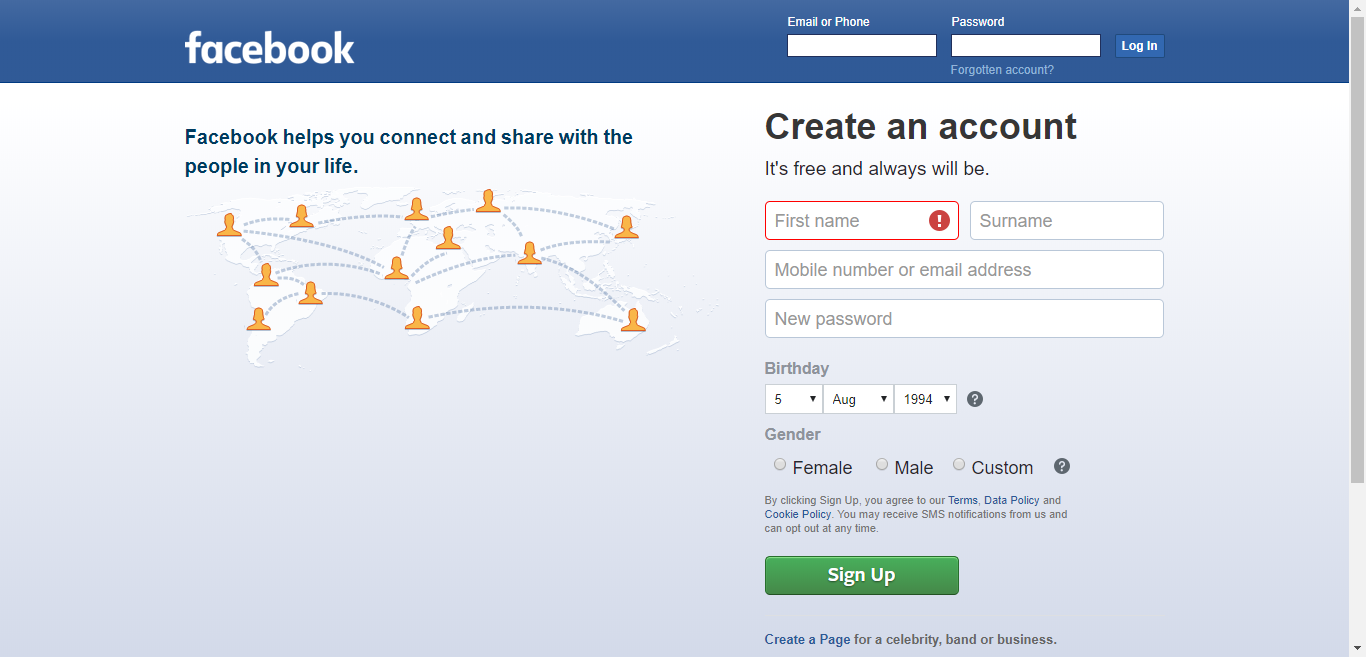 facebook
Email or Phone
Password
Log In
Forgotten account?
Facebook helps you connect and share with the
people in your life.
Create an account
It's free and always will be.
First name
Surname
Mobile number or email address
New password
Birthday
5 Aug 1994
Gender
Female Male Custom
By clicking Sign Up, you agree to our Terms, Data Policy and
Cookie Policy. You may receive SMS notifications from us and
can opt out at any time.
Sign Up
Create a Page for a celebrity, band or business.